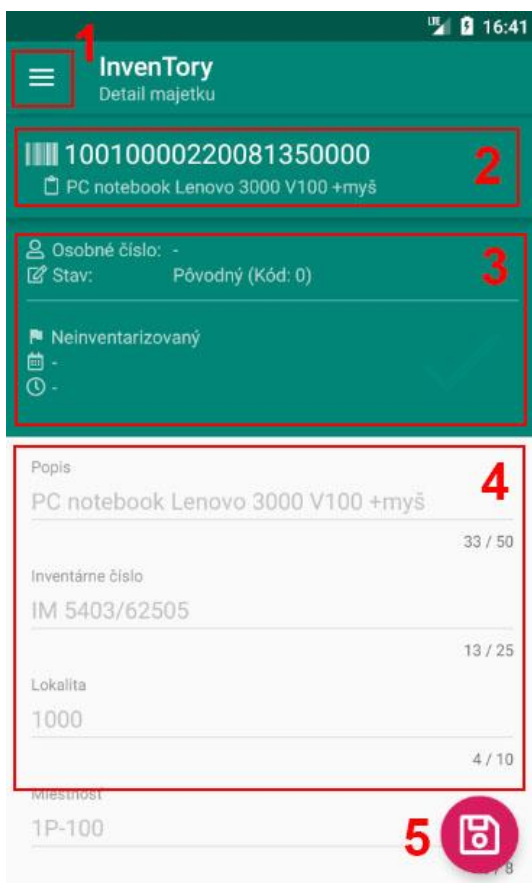 LTE 16:41
1
InvenTory
Detail majetku
10010000220081350000
2
PC notebook Lenovo 3000 V100 +myš
Osobné číslo: -
3
Stav: Pôvodný (Kód: 0)
Neinventarizovaný
-
-
Popis
4
PC notebook Lenovo 3000 V100 +myš
33 / 50
Inventárne číslo
IM 5403/62505
13 / 25
Lokalita
1000
4 / 10
Miestnosť
1P-100
5
/ 8